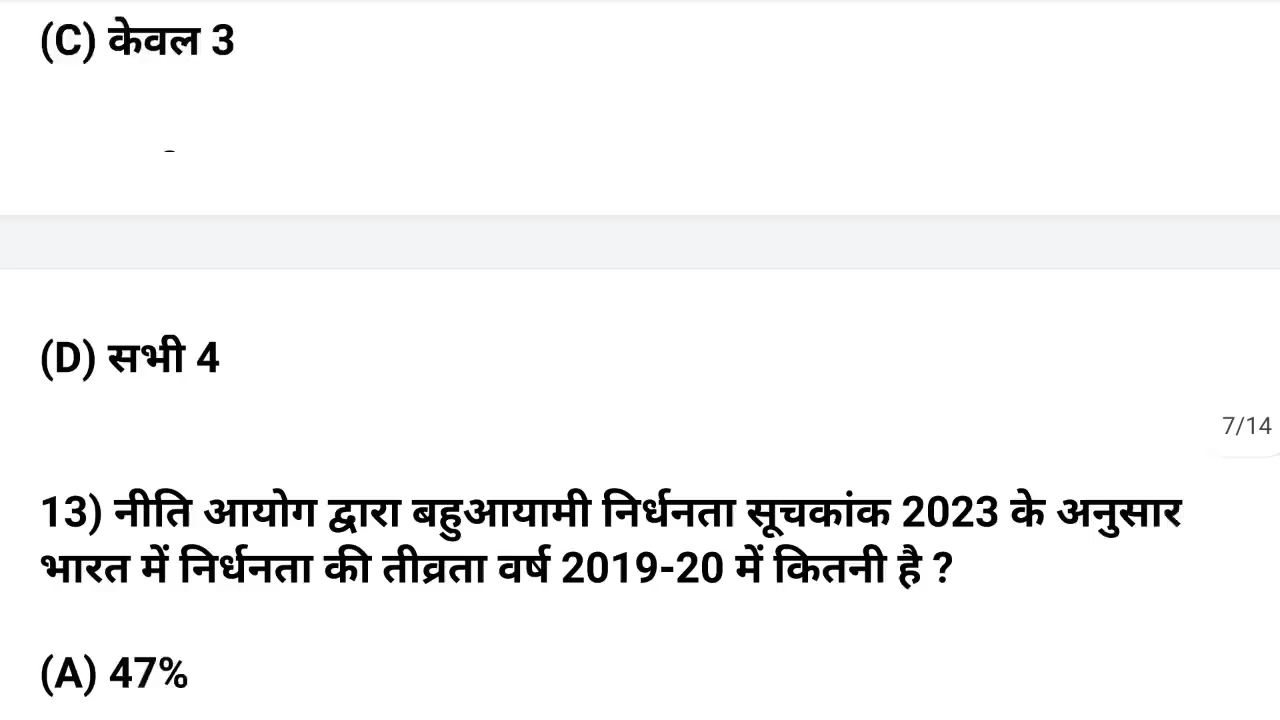 (C) केवल 3
(D) सभी 4
7/14
13) नीति आयोग द्वारा बहुआयामी निर्धनता सूचकांक 2023 के अनुसार
भारत में निर्धनता की तीव्रता वर्ष 2019-20 में कितनी है ?
(A) 47%